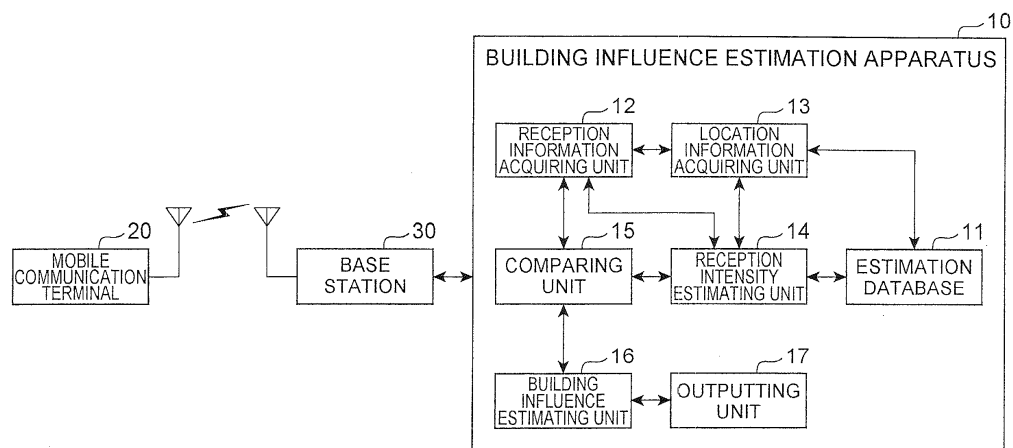 10
BUILDING INFLUENCE ESTIMATION APPARATUS
12
RECEPTION
INFORMATION
ACQUIRING UNIT
13
LOCATION
INFORMATION
ACQUIRING UNIT
20
MOBILE
COMMUNICATION
TERMINAL
30
BASE
STATION
15
COMPARING
UNIT
14
RECEPTION
INTENSITY
ESTIMATING UNIT
11
ESTIMATION
DATABASE
16
BUILDING
INFLUENCE
ESTIMATING UNIT
17
OUTPUTTING
UNIT